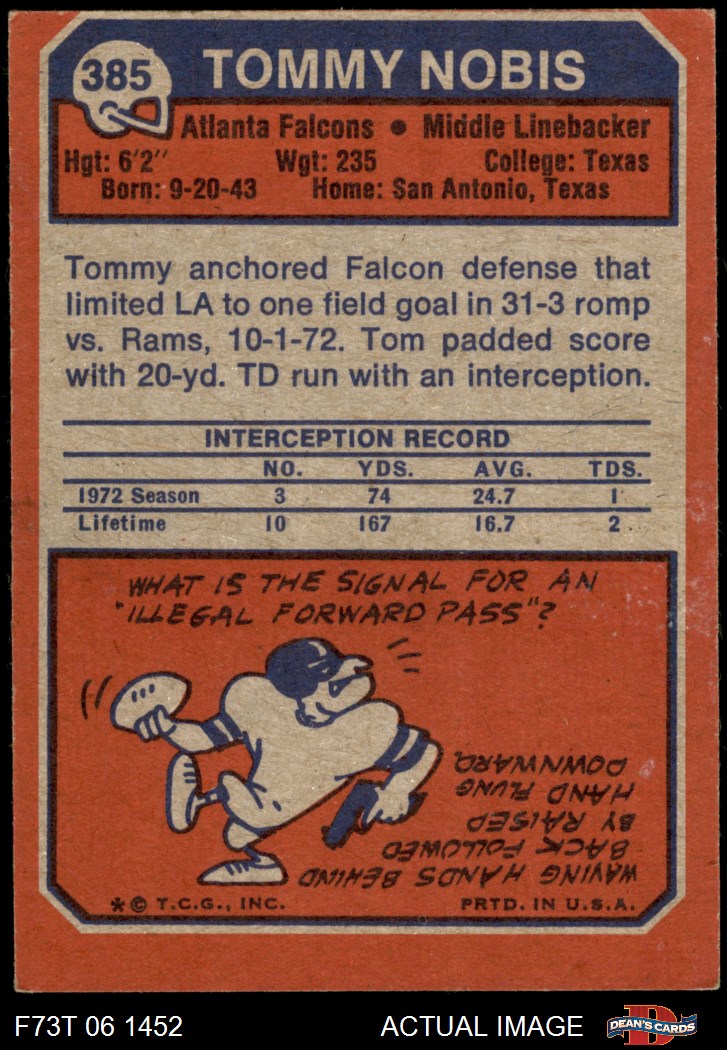 385
TOMMY NOBIS
Atlanta Falcons • Middle Linebacker
Hgt: 6'2" Wgt: 235 College: Texas
Born: 9-20-43 Home: San Antonio, Texas
Tommy anchored Falcon defense that
limited LA to one field goal in 31-3 romp
vs. Rams, 10-1-72. Tom padded score
with 20-yd. TD run with an interception.
INTERCEPTION RECORD
NO. YDS. AVG. TDS.
1972 Season 3 74 24.7 1
Lifetime 10 167 16.7 2
WHAT IS THE SIGNAL FOR AN
"ILLEGAL FORWARD PASS"?
WAVING HANDS BEHIND
BACK FOLLOWED
BY RAISED
HAND FLUNG
DOWNWARD.
*© T.C.G., INC. PRTD. IN U.S.A.
F73T 06 1452 ACTUAL IMAGE D DEAN'S CARDS